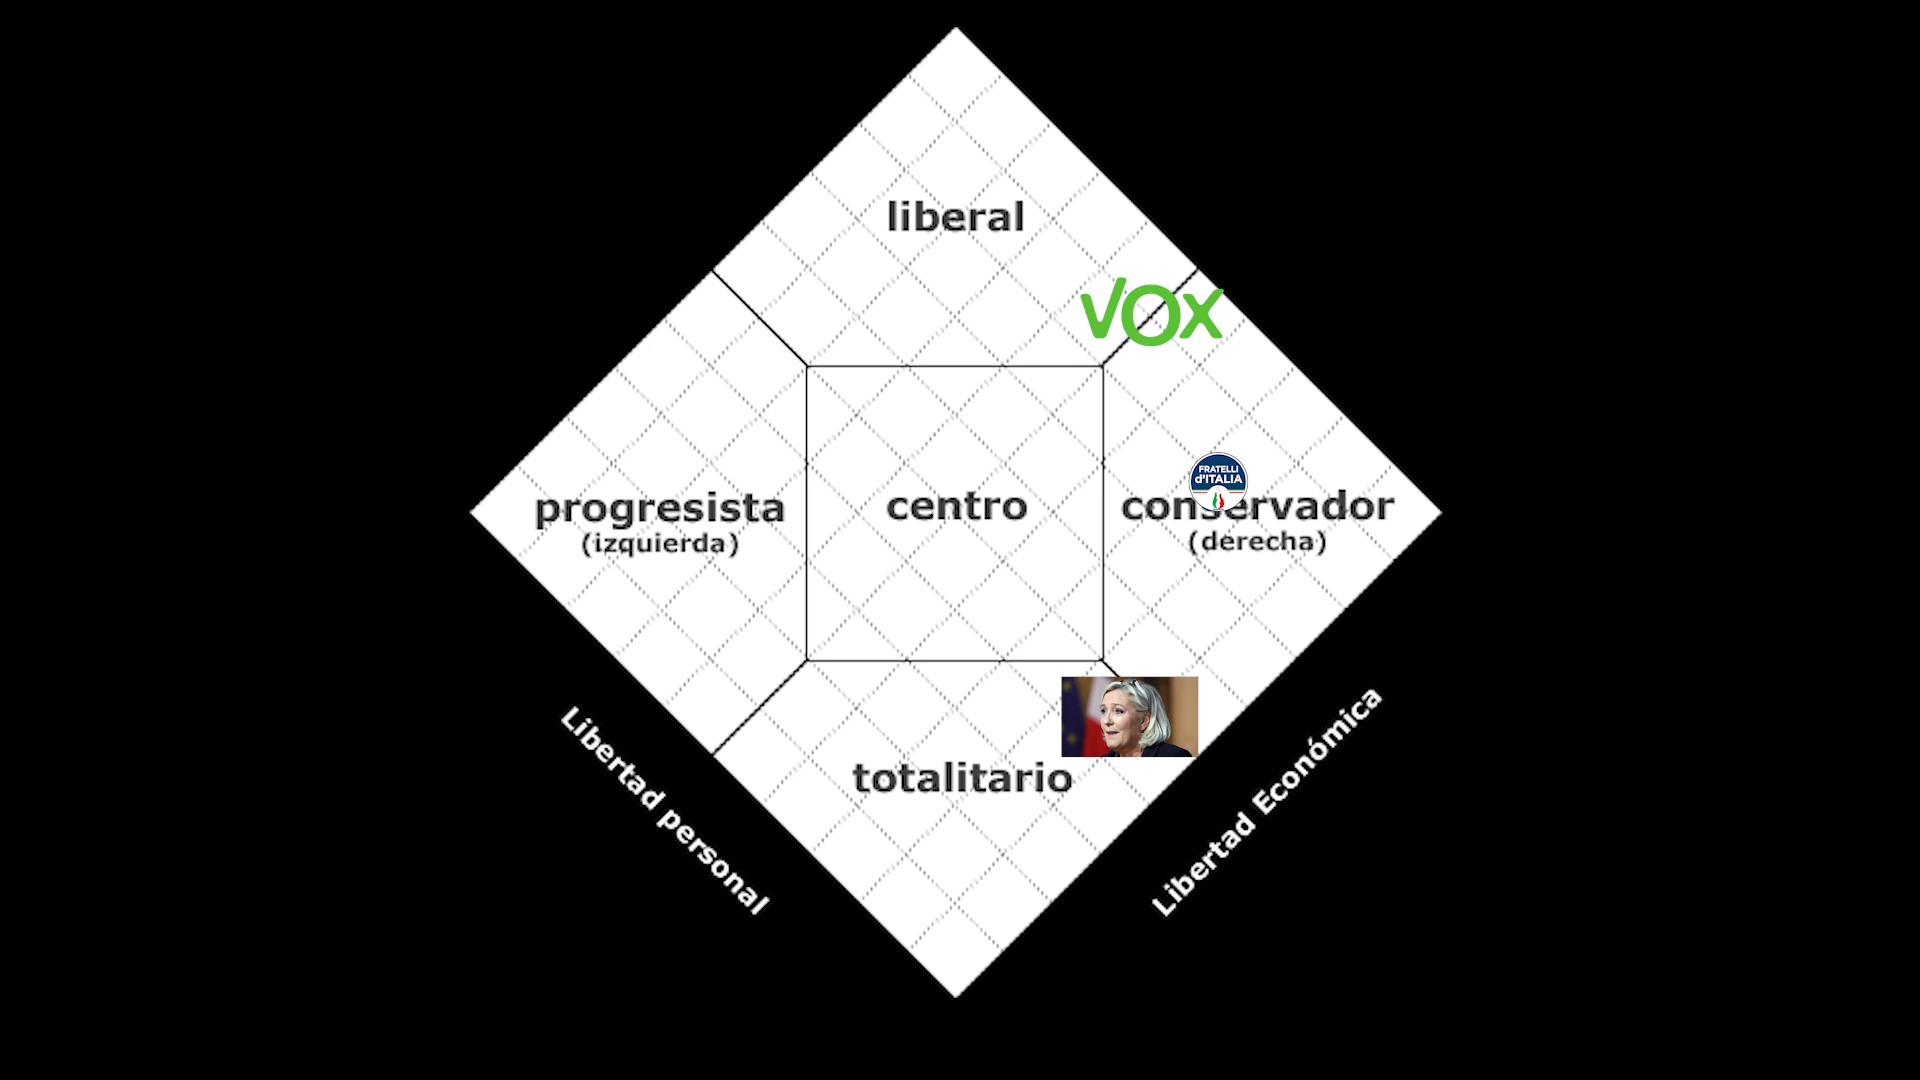 liberal
VOX
progresista
(izquierda)
centro
FRATELLI
d'ITALIA
conservador
(derecha)
totalitario
Libertad personal
Libertad Económica